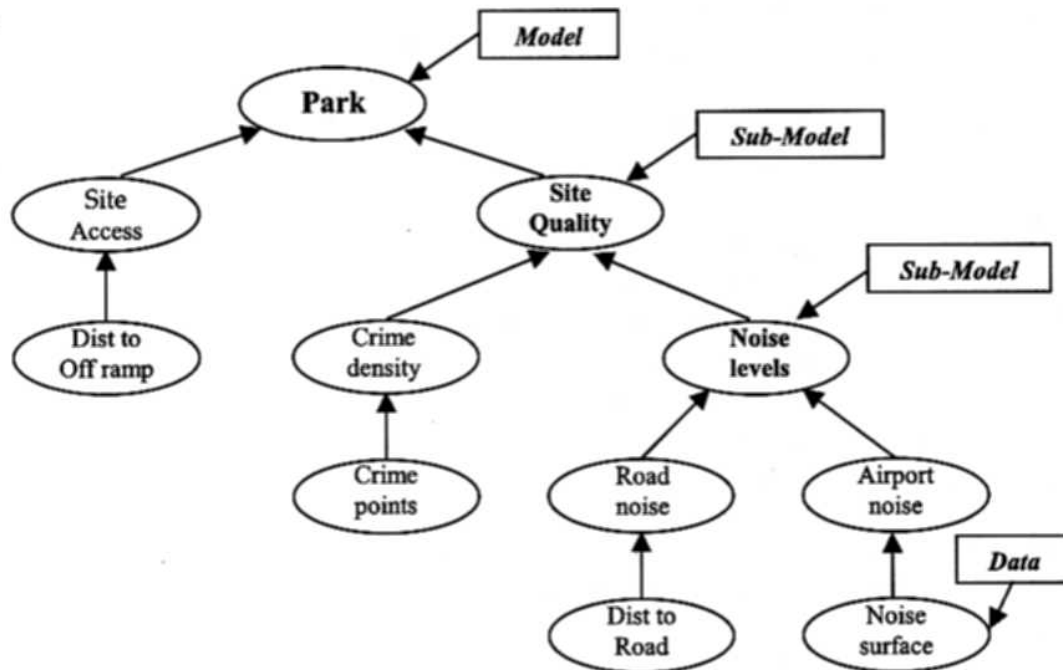 Model
Park
Sub-Model
Site
Access
Site
Quality
Sub-Model
Dist to
Off ramp
Crime
density
Noise
levels
Crime
points
Road
noise
Airport
noise
Data
Dist to
Road
Noise
surface